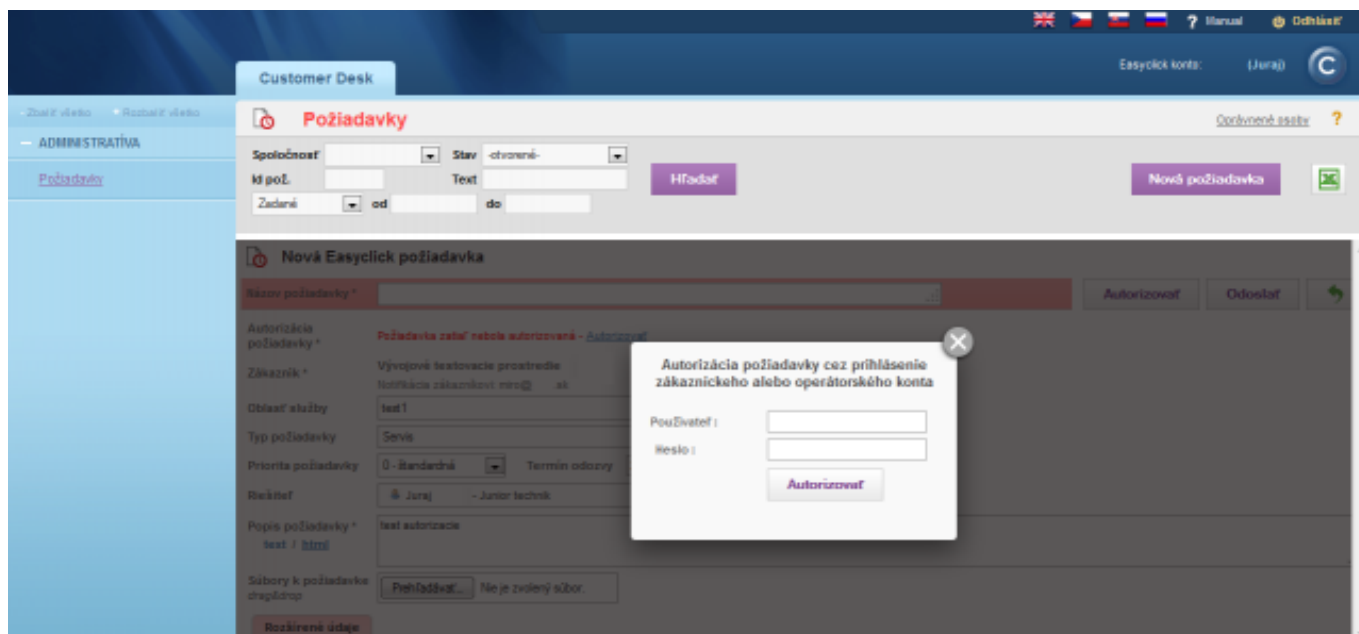 ? Manual Odhlásiť
Easyclick konto: (Juraj)
Customer Desk
- Zbaliť všetko + Rozbaliť všetko
Požiadavky
Oprávnené osoby ?
ADMINISTRATÍVA
Spoločnosť Stav -otvorené-
Požiadavky
Id pož. Text
Hľadať
Nová požiadavka
Zadané od do
Nová Easyclick požiadavka
Názov požiadavky *
Autorizovať Odoslať
Autorizácia
požiadavky *
Požiadavka zatiaľ nebola autorizovaná - Autorizovať
Zákazník *
Vývojové testovacie prostredie
Notifikácia zákazníkovi: miro@ .sk
Oblasť služby test1
Typ požiadavky Servis
Priorita požiadavky 0 - štandardná Termín odozvy
Riešiteľ Juraj - Junior technik
Popis požiadavky * test autorizacie
text / html
Súbory k požiadavke
drag&drop
Prehľadávať... Nie je zvolený súbor.
Rozšírené údaje
Autorizácia požiadavky cez prihlásenie
zákazníckeho alebo operátorského konta
Používateľ :
Heslo :
Autorizovať